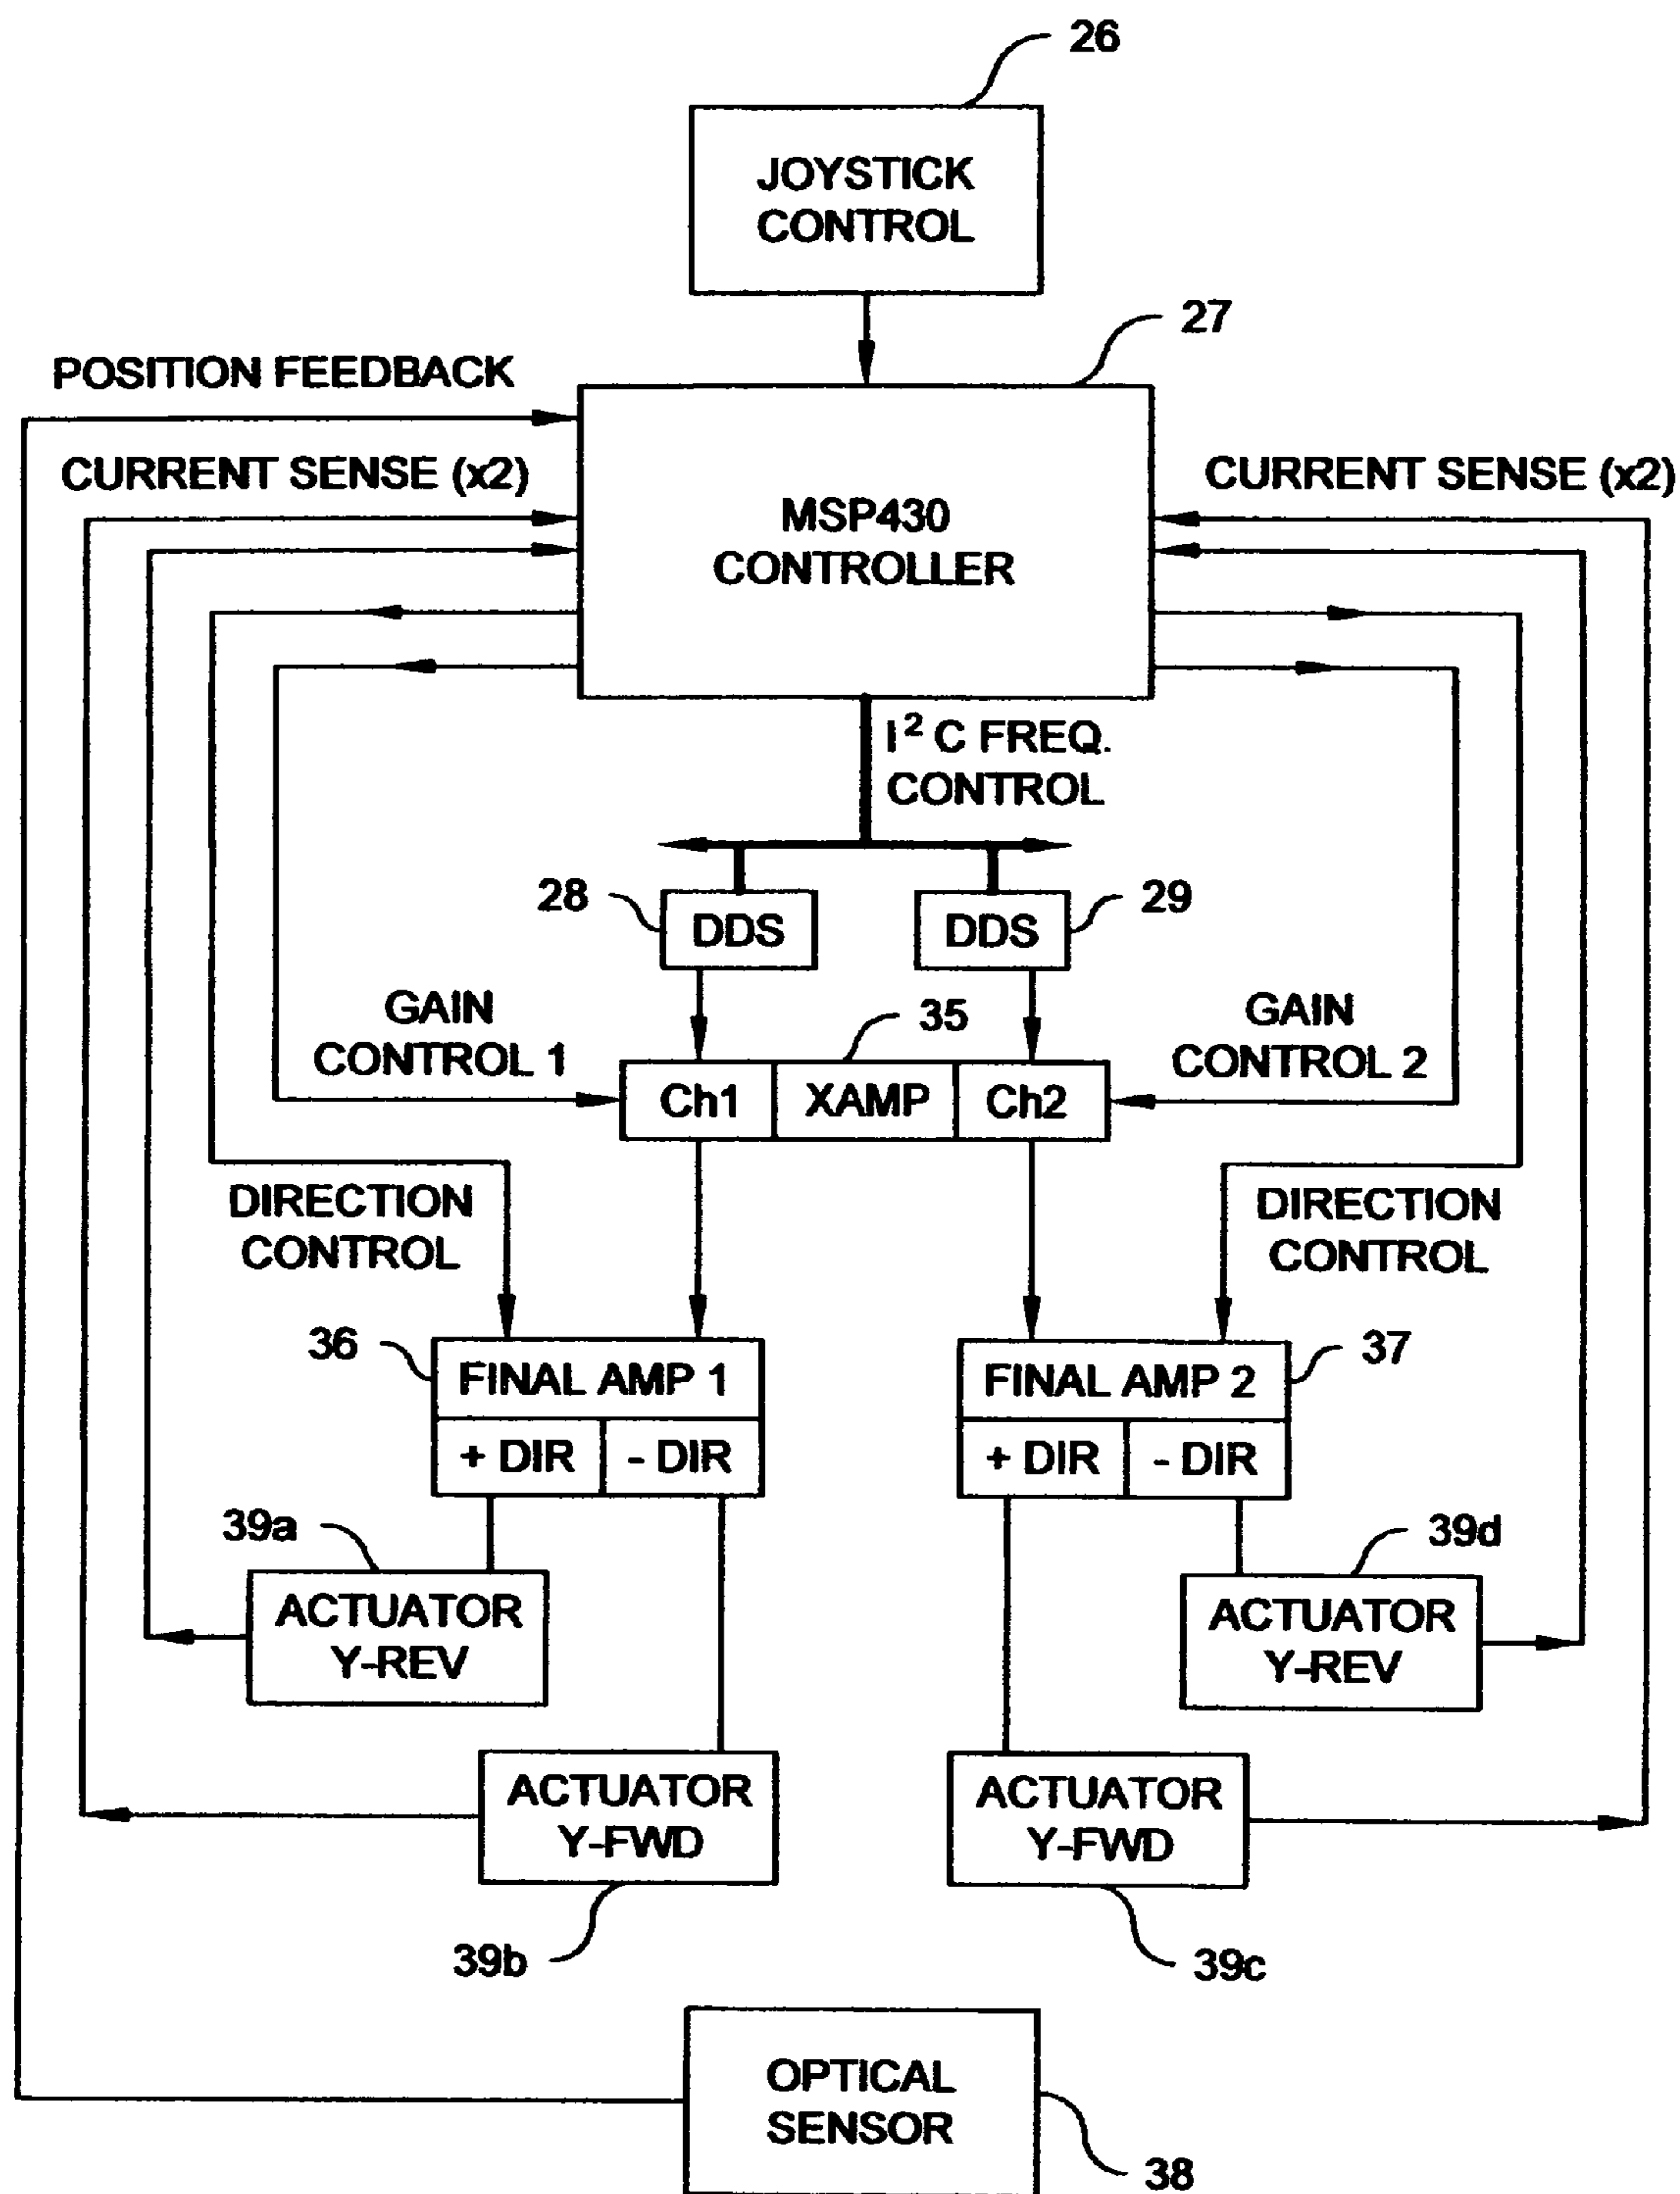 26
JOYSTICK
CONTROL
27
POSITION FEEDBACK
CURRENT SENSE (x2)
CURRENT SENSE (x2)
MSP430
CONTROLLER
I² C FREQ.
CONTROL
28
DDS
DDS
29
GAIN
CONTROL 1
35
GAIN
CONTROL 2
Ch1
XAMP
Ch2
DIRECTION
CONTROL
DIRECTION
CONTROL
36
FINAL AMP 1
+ DIR
- DIR
FINAL AMP 2
37
+ DIR
- DIR
39a
ACTUATOR
Y-REV
39d
ACTUATOR
Y-REV
ACTUATOR
Y-FWD
39b
ACTUATOR
Y-FWD
39c
OPTICAL
SENSOR
38